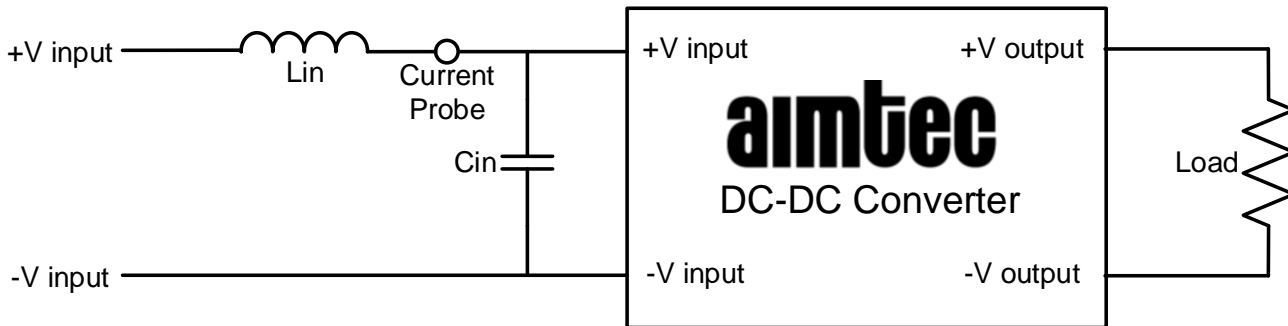 +V input
Lin
Current
Probe
Cin
-V input
+V input
+V output
aimtec
DC-DC Converter
-V input
-V output
Load